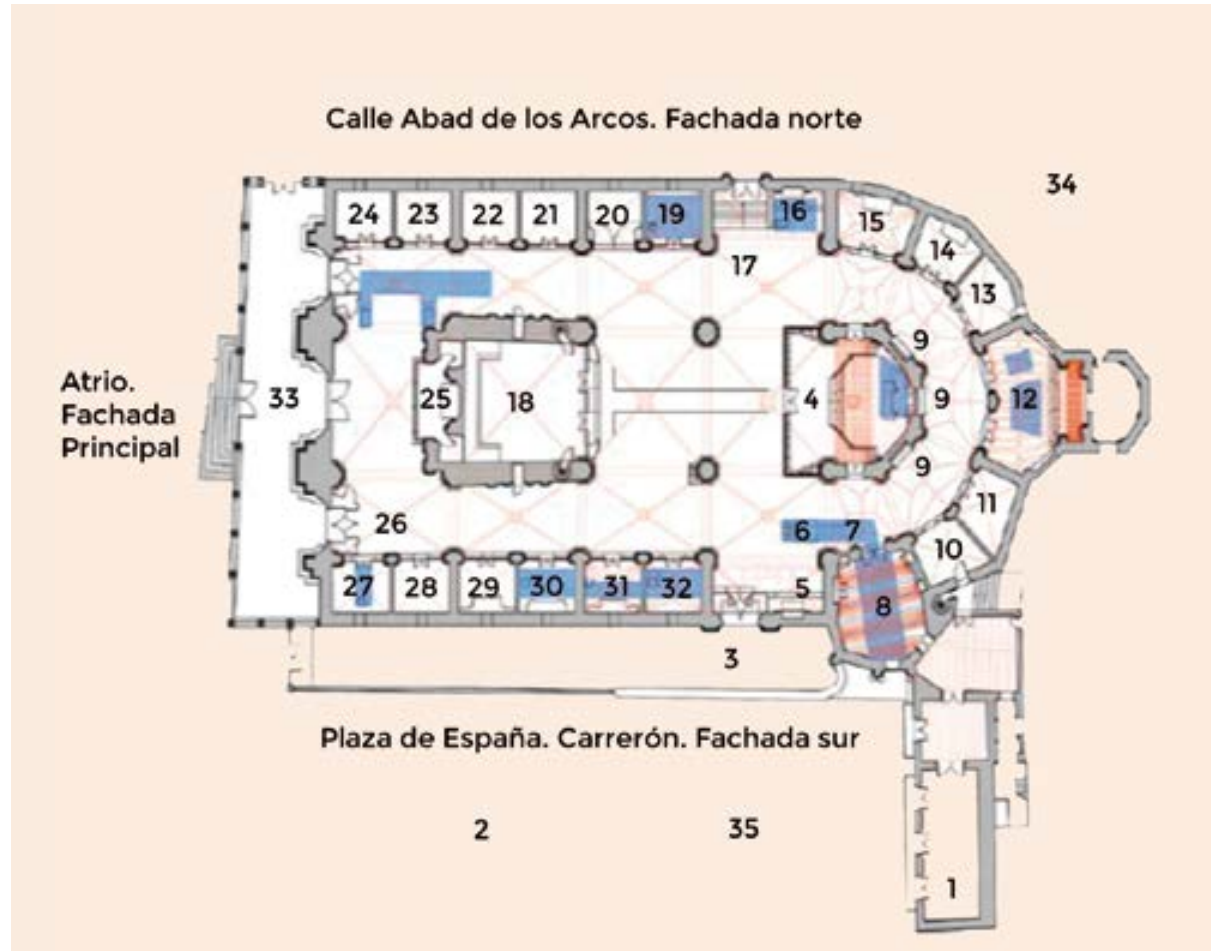 Calle Abad de los Arcos. Fachada norte
34
24 23 22 21 20 19 16 15
14
17
13
9
Atrio.
Fachada
Principal
33 25 18 4 9 12
9
11
26 6 7
10
27 28 29 30 31 32 5 8
3
Plaza de España. Carrerón. Fachada sur
2 35
1